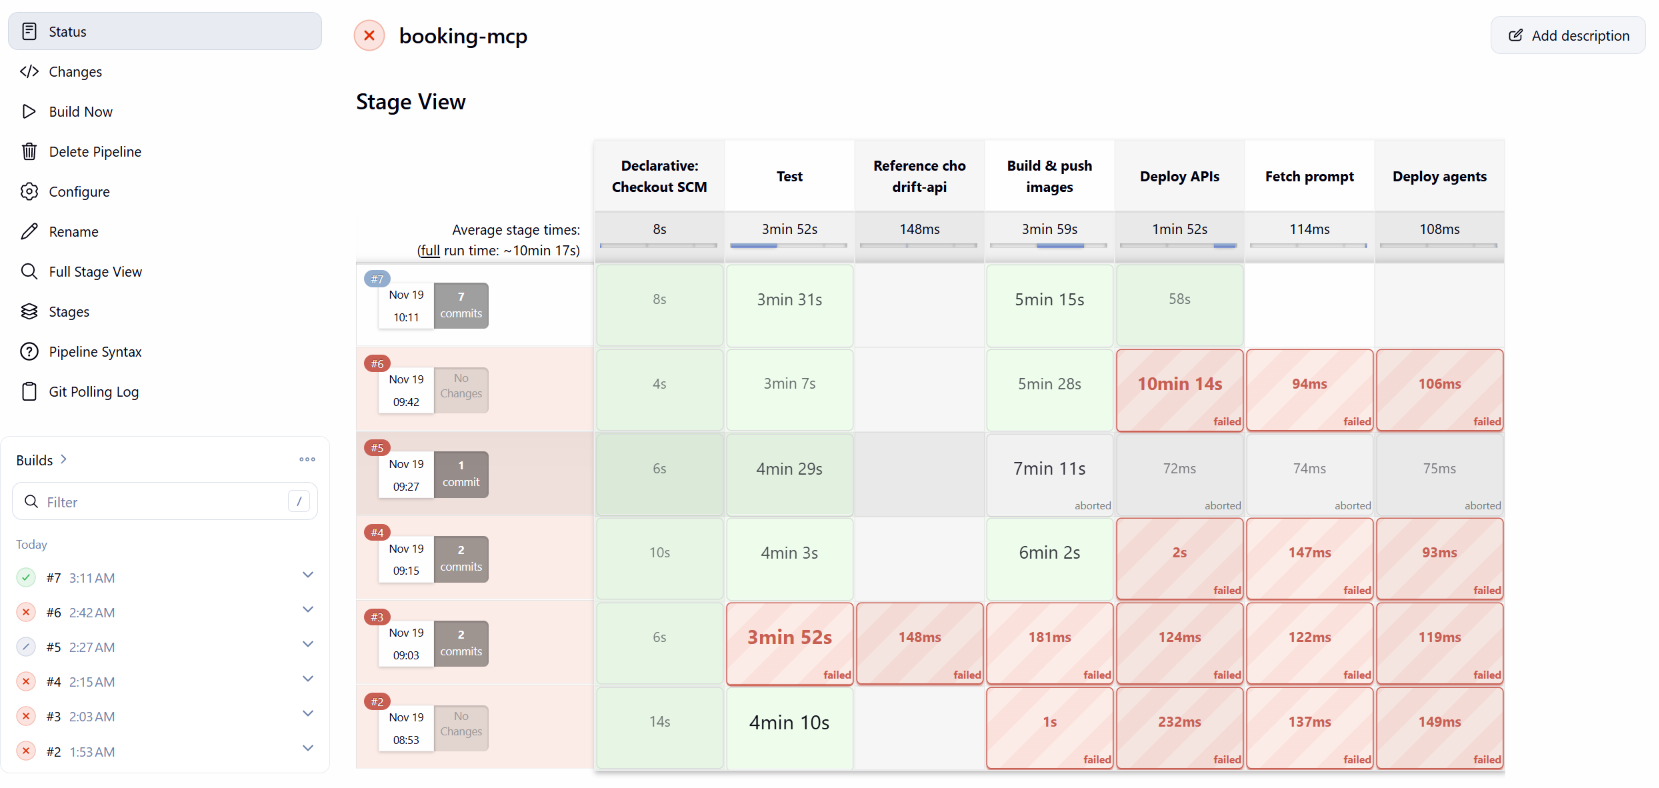 Status
Changes
Build Now
Delete Pipeline
Configure
Rename
Full Stage View
Stages
Pipeline Syntax
Git Polling Log
Builds
Filter
/
Today
#7 3:11 AM
#6 2:42 AM
#5 2:27 AM
#4 2:15 AM
#3 2:03 AM
#2 1:53 AM
booking-mcp
Add description
Stage View
Declarative: Checkout SCM
Test
Reference cho drift-api
Build & push images
Deploy APIs
Fetch prompt
Deploy agents
Average stage times:
(full run time: ~10min 17s)
8s
3min 52s
148ms
3min 59s
1min 52s
114ms
108ms
#7
Nov 19
10:11
7
commits
8s
3min 31s
5min 15s
58s
#6
Nov 19
09:42
No
Changes
4s
3min 7s
5min 28s
10min 14s
failed
94ms
failed
106ms
failed
#5
Nov 19
09:27
1
commit
6s
4min 29s
7min 11s
aborted
72ms
aborted
74ms
aborted
75ms
aborted
#4
Nov 19
09:15
2
commits
10s
4min 3s
6min 2s
2s
failed
147ms
failed
93ms
failed
#3
Nov 19
09:03
2
commits
6s
3min 52s
failed
148ms
failed
181ms
failed
124ms
failed
122ms
failed
119ms
failed
#2
Nov 19
08:53
No
Changes
14s
4min 10s
1s
failed
232ms
failed
137ms
failed
149ms
failed